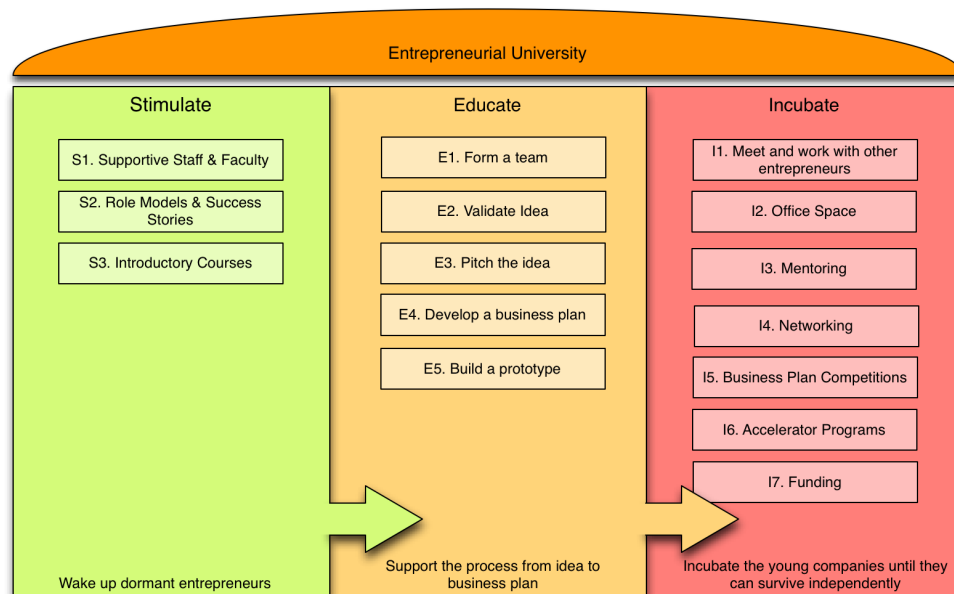 Entrepreneurial University
Stimulate
S1. Supportive Staff & Faculty
S2. Role Models & Success
Stories
S3. Introductory Courses
Wake up dormant entrepreneurs
Educate
E1. Form a team
E2. Validate Idea
E3. Pitch the idea
E4. Develop a business plan
E5. Build a prototype
Support the process from idea to
business plan
Incubate
I1. Meet and work with other
entrepreneurs
I2. Office Space
I3. Mentoring
I4. Networking
I5. Business Plan Competitions
I6. Accelerator Programs
I7. Funding
Incubate the young companies until they
can survive independently